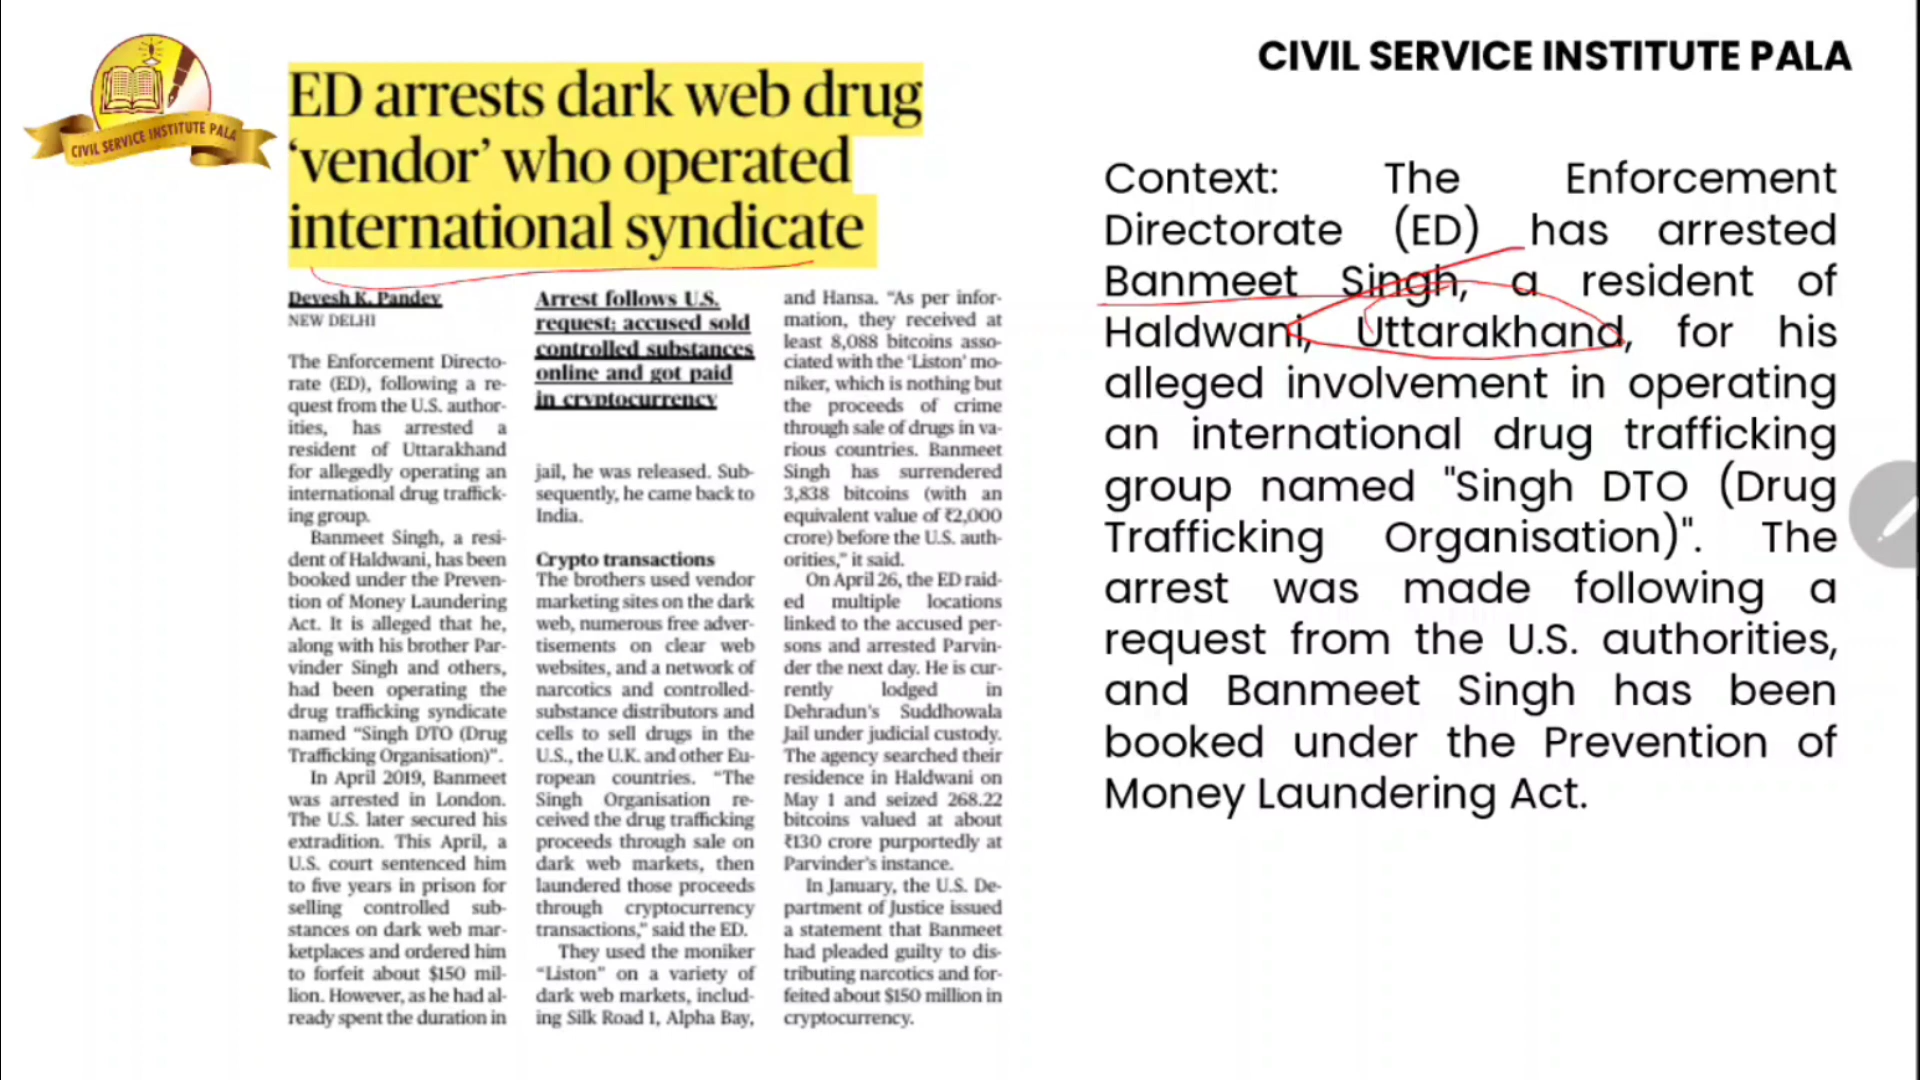 CIVIL SERVICE INSTITUTE PALA
ED arrests dark web drug
‘vendor’ who operated
international syndicate
Devesh K. Pandey
NEW DELHI
The Enforcement Directo-
rate (ED), following a re-
quest from the U.S. author-
ities, has arrested a
resident of Uttarakhand
for allegedly operating an
international drug traffick-
ing group.
Banmeet Singh, a resi-
dent of Haldwani, has been
booked under the Preven-
tion of Money Laundering
Act. It is alleged that he,
along with his brother Par-
vinder Singh and others,
had been operating the
drug trafficking syndicate
named “Singh DTO (Drug
Trafficking Organisation)”.
In April 2019, Banmeet
was arrested in London.
The U.S. later secured his
extradition. This April, a
U.S. court sentenced him
to five years in prison for
selling controlled sub-
stances on dark web mar-
ketplaces and ordered him
to forfeit about $150 mil-
lion. However, as he had al-
ready spent the duration in
Arrest follows U.S.
request; accused sold
controlled substances
online and got paid
in cryptocurrency
jail, he was released. Sub-
sequently, he came back to
India.
Crypto transactions
The brothers used vendor
marketing sites on the dark
web, numerous free adver-
tisements on clear web
websites, and a network of
narcotics and controlled-
substance distributors and
cells to sell drugs in the
U.S., the U.K. and other Eu-
ropean countries. “The
Singh Organisation re-
ceived the drug trafficking
proceeds through sale on
dark web markets, then
laundered those proceeds
through cryptocurrency
transactions,” said the ED.
They used the moniker
“Liston” on a variety of
dark web markets, includ-
ing Silk Road 1, Alpha Bay,
and Hansa. “As per infor-
mation, they received at
least 8,088 bitcoins asso-
ciated with the ‘Liston’ mo-
niker, which is nothing but
the proceeds of crime
through sale of drugs in va-
rious countries. Banmeet
Singh has surrendered
3,838 bitcoins (with an
equivalent value of ₹2,000
crore) before the U.S. auth-
orities,” it said.
On April 26, the ED raid-
ed multiple locations
linked to the accused per-
sons and arrested Parvin-
der the next day. He is cur-
rently lodged in
Dehradun’s Suddhowala
Jail under judicial custody.
The agency searched their
residence in Haldwani on
May 1 and seized 268.22
bitcoins valued at about
₹130 crore purportedly at
Parvinder’s instance.
In January, the U.S. De-
partment of Justice issued
a statement that Banmeet
had pleaded guilty to dis-
tributing narcotics and for-
feited about $150 million in
cryptocurrency.
CIVIL SERVICE INSTITUTE PALA
Context: The Enforcement
Directorate (ED) has arrested
Banmeet Singh, a resident of
Haldwani, Uttarakhand, for his
alleged involvement in operating
an international drug trafficking
group named "Singh DTO (Drug
Trafficking Organisation)". The
arrest was made following a
request from the U.S. authorities,
and Banmeet Singh has been
booked under the Prevention of
Money Laundering Act.